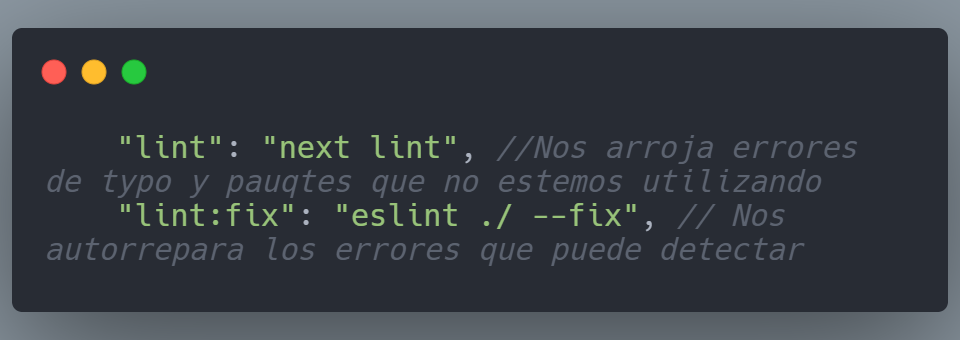 "lint": "next lint", //Nos arroja errores
de typo y pauqtes que no estemos utilizando
"lint:fix": "eslint ./ --fix", // Nos
autorrepara los errores que puede detectar